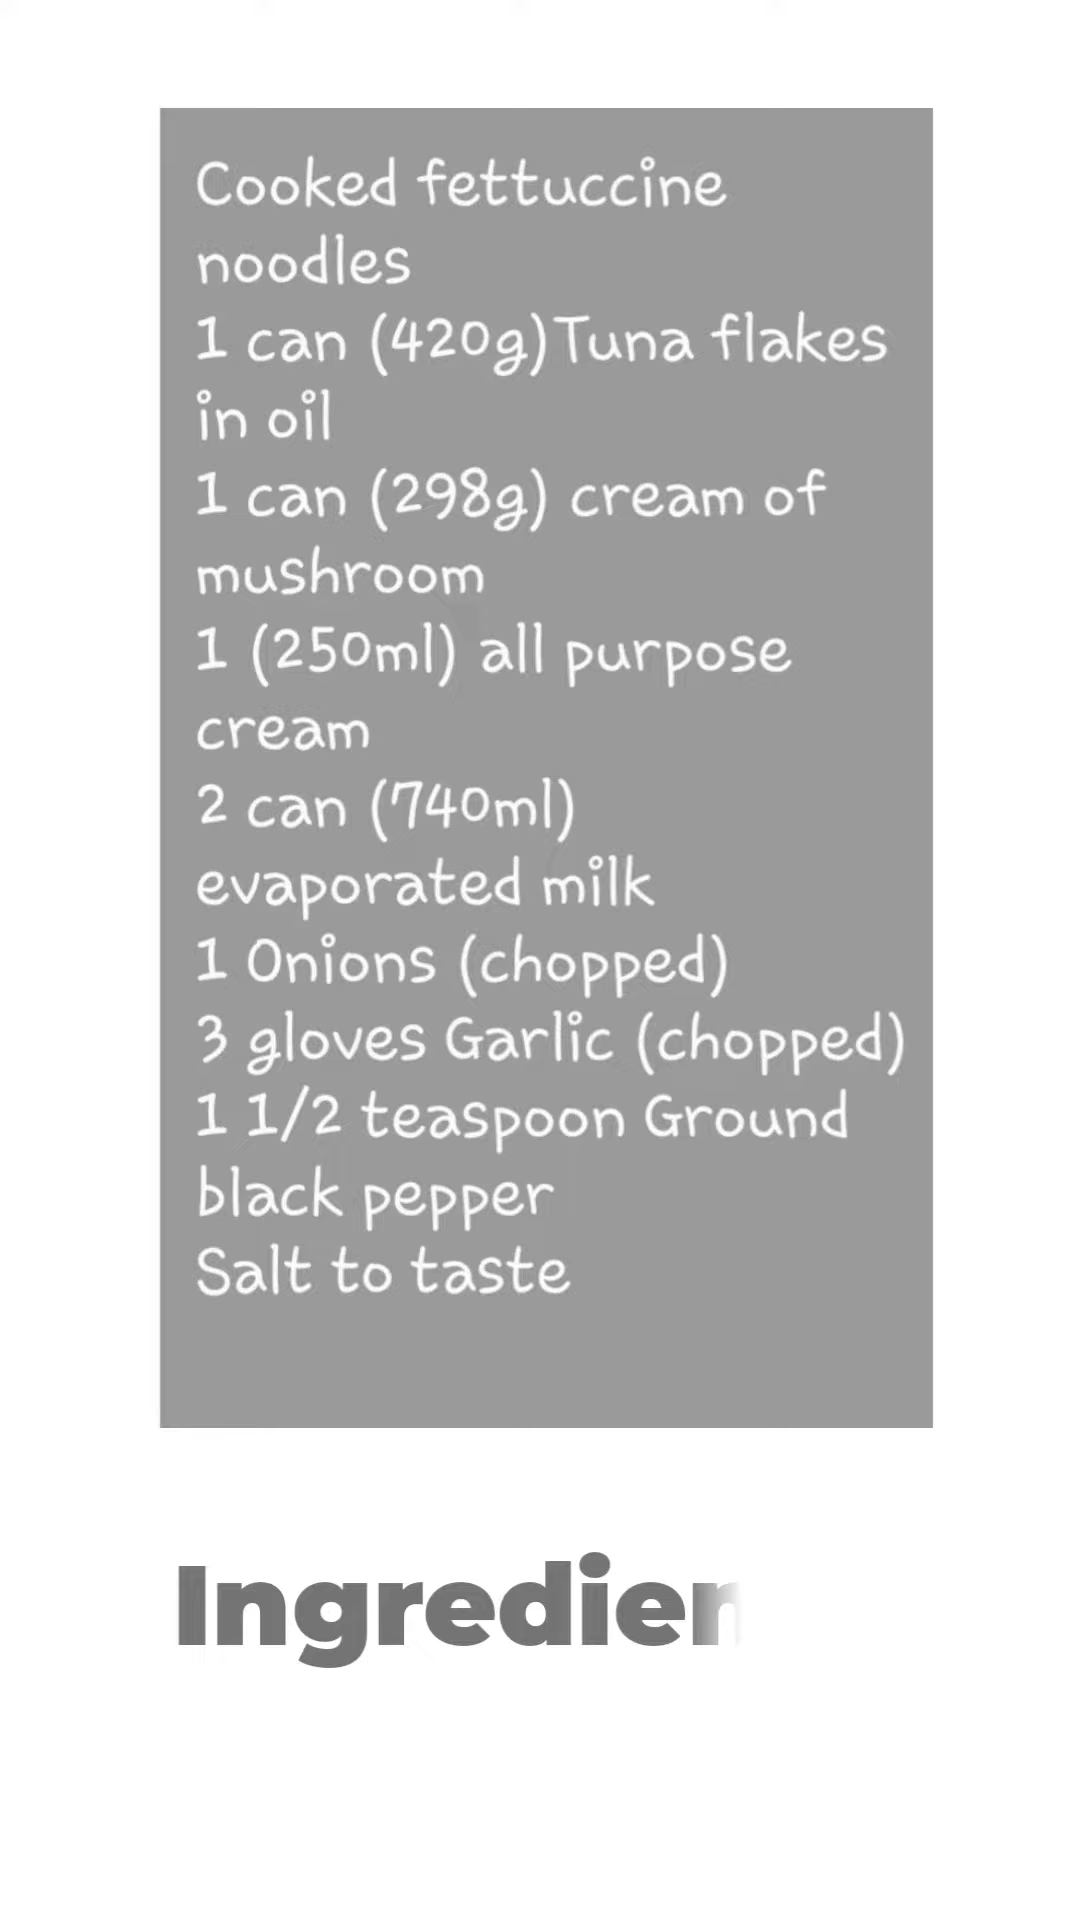 Cooked fettuccine
noodles
1 can (420g)Tuna flakes
in oil
1 can (298g) cream of
mushroom
1 (250ml) all purpose
cream
2 can (740ml)
evaporated milk
1 Onions (chopped)
3 gloves Garlic (chopped)
1 1/2 teaspoon Ground
black pepper
Salt to taste
Ingredien